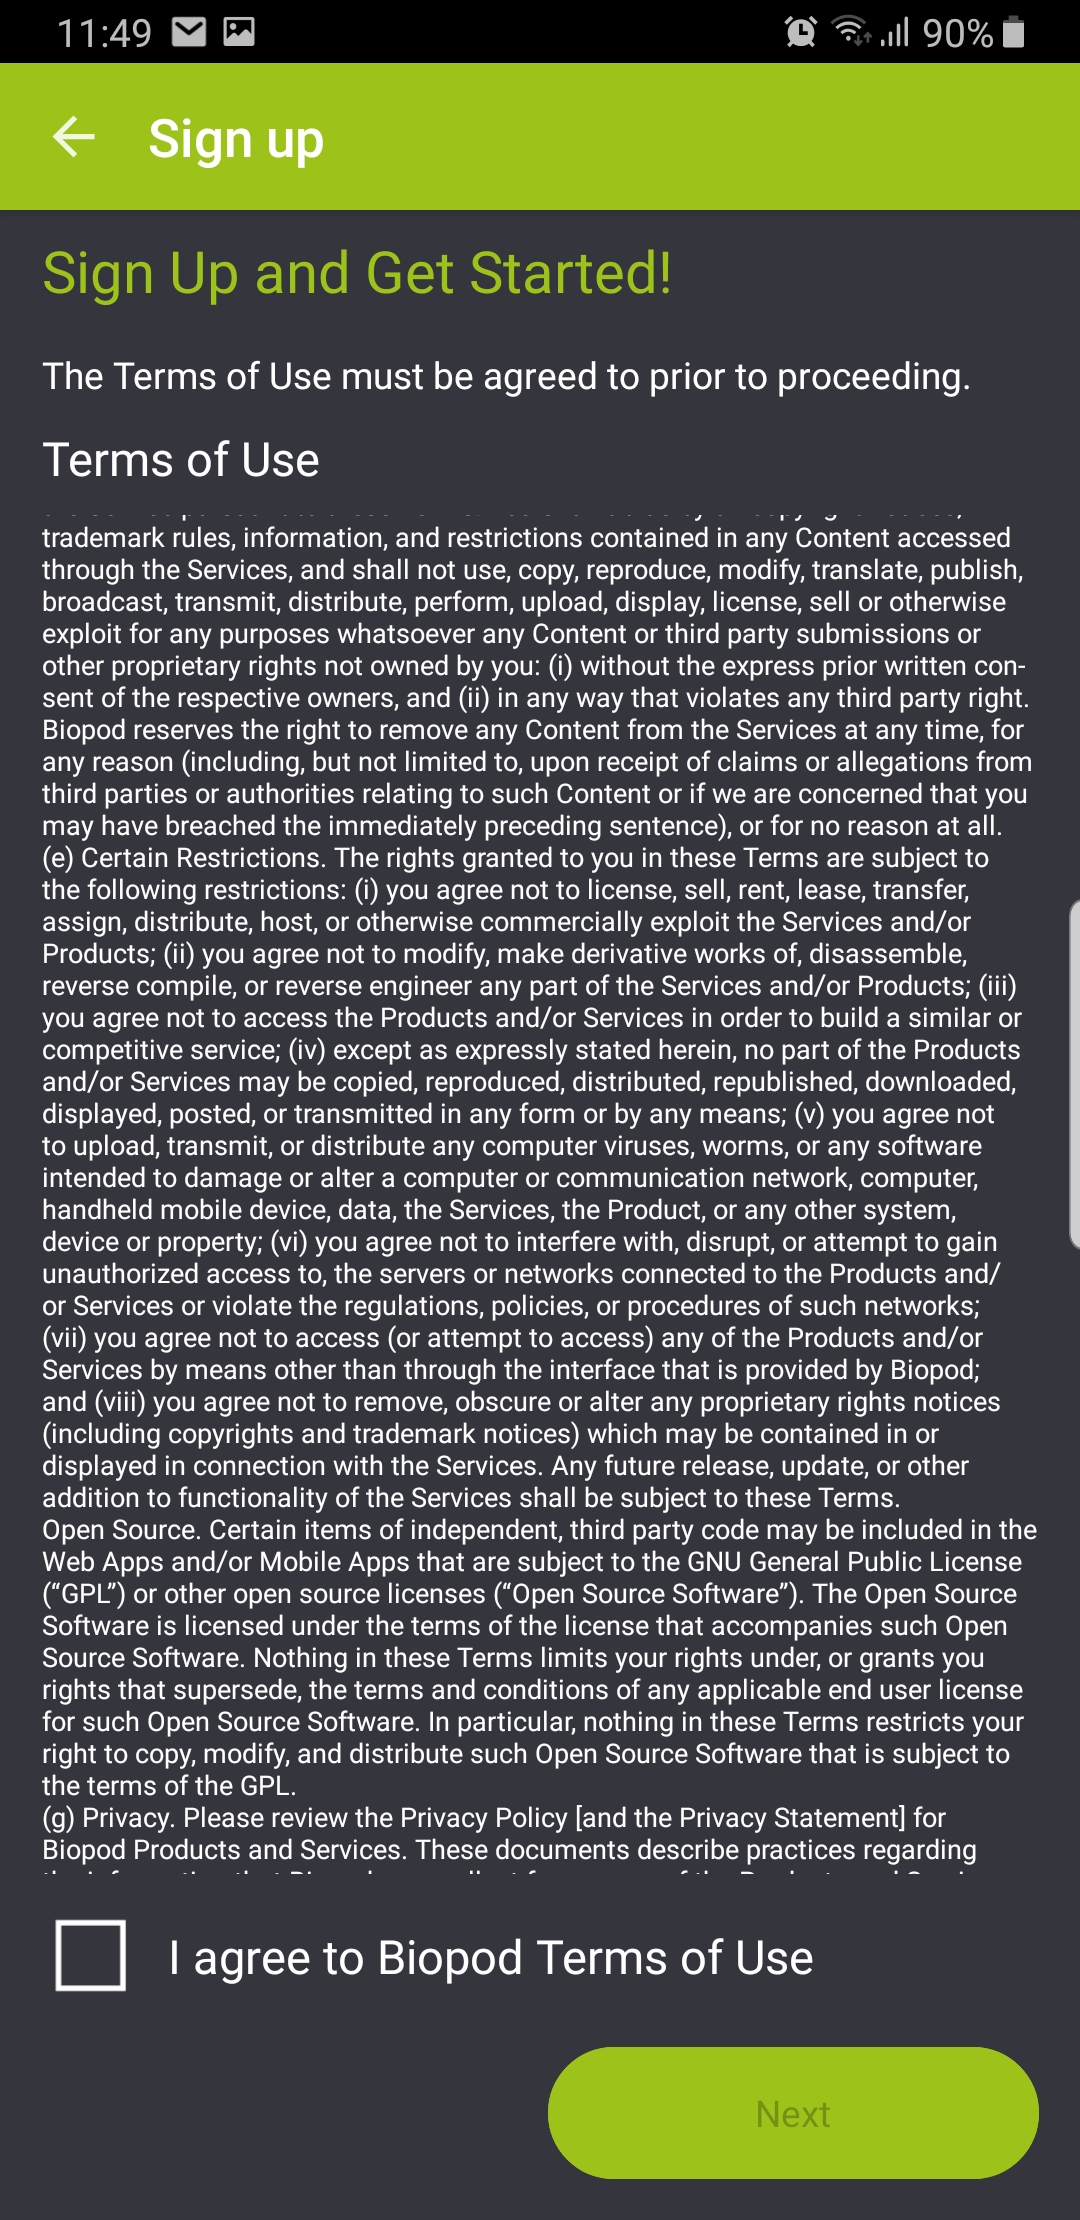 11:49
90%
Sign up
Sign Up and Get Started!
The Terms of Use must be agreed to prior to proceeding.
Terms of Use
trademark rules, information, and restrictions contained in any Content accessed
through the Services, and shall not use, copy, reproduce, modify, translate, publish,
broadcast, transmit, distribute, perform, upload, display, license, sell or otherwise
exploit for any purposes whatsoever any Content or third party submissions or
other proprietary rights not owned by you: (i) without the express prior written con-
sent of the respective owners, and (ii) in any way that violates any third party right.
Biopod reserves the right to remove any Content from the Services at any time, for
any reason (including, but not limited to, upon receipt of claims or allegations from
third parties or authorities relating to such Content or if we are concerned that you
may have breached the immediately preceding sentence), or for no reason at all.
(e) Certain Restrictions. The rights granted to you in these Terms are subject to
the following restrictions: (i) you agree not to license, sell, rent, lease, transfer,
assign, distribute, host, or otherwise commercially exploit the Services and/or
Products; (ii) you agree not to modify, make derivative works of, disassemble,
reverse compile, or reverse engineer any part of the Services and/or Products; (iii)
you agree not to access the Products and/or Services in order to build a similar or
competitive service; (iv) except as expressly stated herein, no part of the Products
and/or Services may be copied, reproduced, distributed, republished, downloaded,
displayed, posted, or transmitted in any form or by any means; (v) you agree not
to upload, transmit, or distribute any computer viruses, worms, or any software
intended to damage or alter a computer or communication network, computer,
handheld mobile device, data, the Services, the Product, or any other system,
device or property; (vi) you agree not to interfere with, disrupt, or attempt to gain
unauthorized access to, the servers or networks connected to the Products and/
or Services or violate the regulations, policies, or procedures of such networks;
(vii) you agree not to access (or attempt to access) any of the Products and/or
Services by means other than through the interface that is provided by Biopod;
and (viii) you agree not to remove, obscure or alter any proprietary rights notices
(including copyrights and trademark notices) which may be contained in or
displayed in connection with the Services. Any future release, update, or other
addition to functionality of the Services shall be subject to these Terms.
Open Source. Certain items of independent, third party code may be included in the
Web Apps and/or Mobile Apps that are subject to the GNU General Public License
(“GPL”) or other open source licenses (“Open Source Software”). The Open Source
Software is licensed under the terms of the license that accompanies such Open
Source Software. Nothing in these Terms limits your rights under, or grants you
rights that supersede, the terms and conditions of any applicable end user license
for such Open Source Software. In particular, nothing in these Terms restricts your
right to copy, modify, and distribute such Open Source Software that is subject to
the terms of the GPL.
(g) Privacy. Please review the Privacy Policy [and the Privacy Statement] for
Biopod Products and Services. These documents describe practices regarding
I agree to Biopod Terms of Use
Next